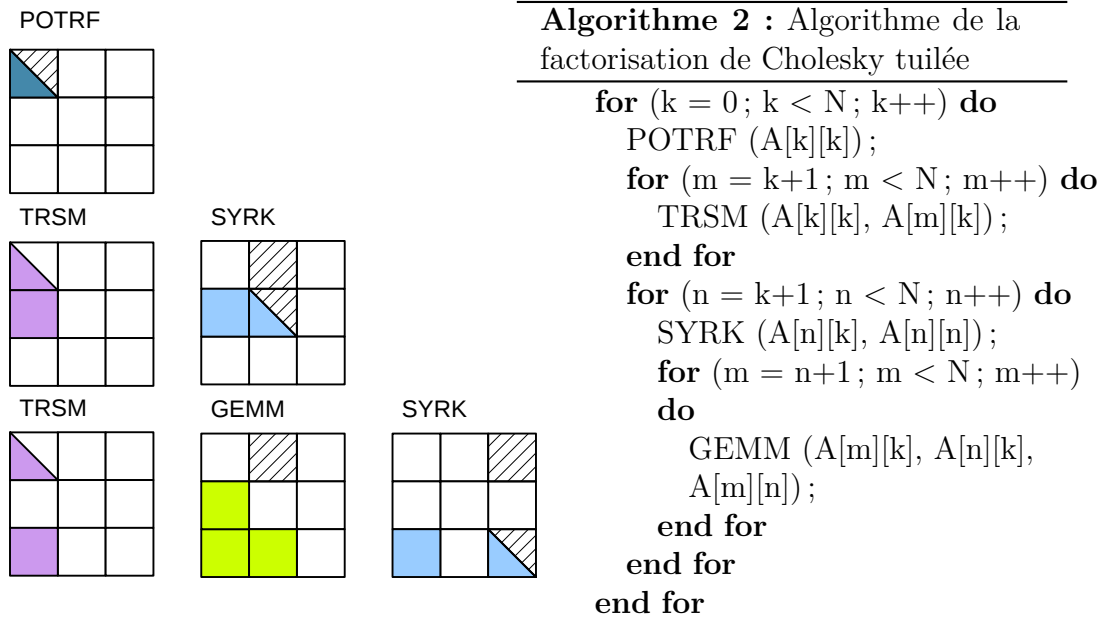 POTRF
TRSM
SYRK
TRSM
GEMM
SYRK
Algorithme 2 : Algorithme de la
factorisation de Cholesky tuilée
for (k = 0 ; k < N ; k++) do
POTRF (A[k][k]) ;
for (m = k+1 ; m < N ; m++) do
TRSM (A[k][k], A[m][k]) ;
end for
for (n = k+1 ; n < N ; n++) do
SYRK (A[n][k], A[n][n]) ;
for (m = n+1 ; m < N ; m++)
do
GEMM (A[m][k], A[n][k],
A[m][n]) ;
end for
end for
end for